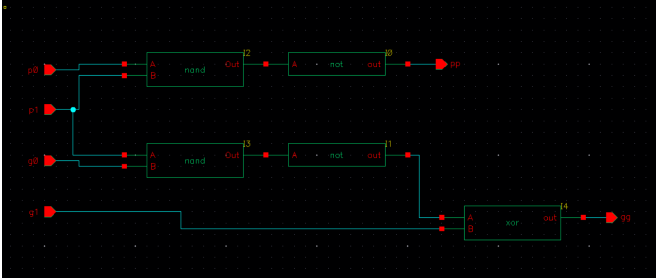 I2
I0
p0 A nand Out A not out pp
B
p1
I3
I1
A nand Out A not out
g0 B
I4
g1 A xor out gg
B